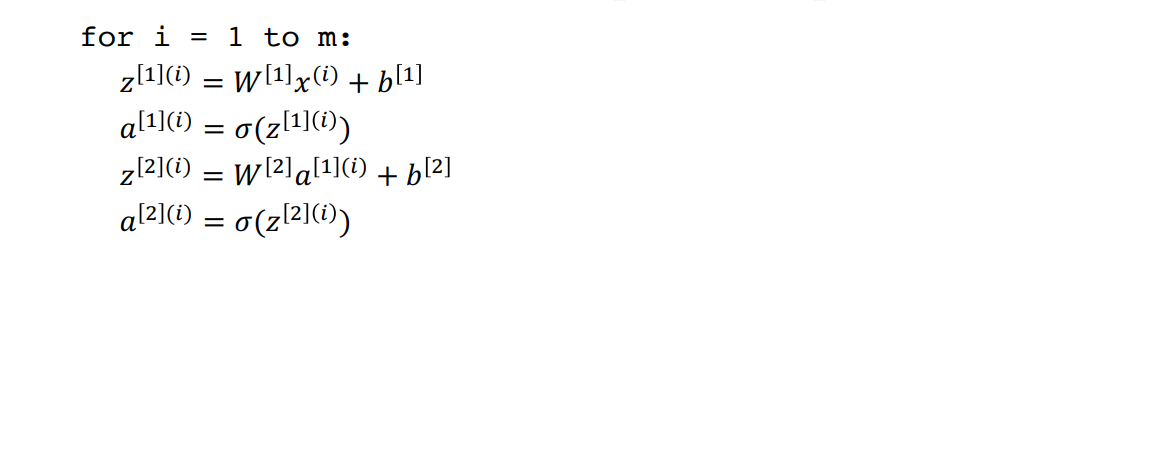 for i = 1 to m:
z^{[1](i)} = W^{[1]}x^{(i)} + b^{[1]}
a^{[1](i)} = σ(z^{[1](i)})
z^{[2](i)} = W^{[2]}a^{[1](i)} + b^{[2]}
a^{[2](i)} = σ(z^{[2](i)})